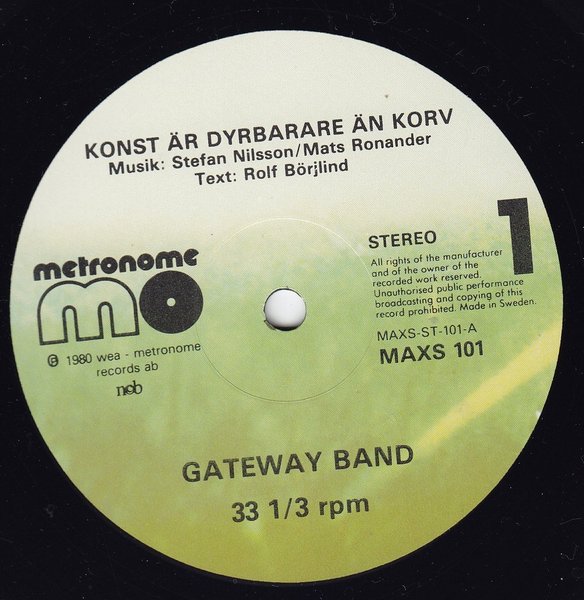 KONST ÄR DYRBARARE ÄN KORV
Musik: Stefan Nilsson/Mats Ronander
Text: Rolf Börjlind
metronome
mo
℗ 1980 wea - metronome
records ab
ncb
STEREO
1
All rights of the manufacturer
and of the owner of the
recorded work reserved.
Unauthorised public performance
broadcasting and copying of this
record prohibited. Made in Sweden.
MAXS-ST-101-A
MAXS 101
GATEWAY BAND
33 1/3 rpm